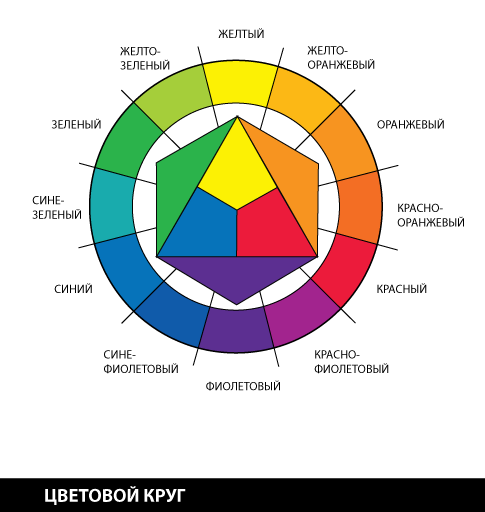 ЖЕЛТЫЙ
ЖЕЛТО-
ОРАНЖЕВЫЙ
ОРАНЖЕВЫЙ
КРАСНО-
ОРАНЖЕВЫЙ
КРАСНЫЙ
КРАСНО-
ФИОЛЕТОВЫЙ
ФИОЛЕТОВЫЙ
СИНЕ-
ФИОЛЕТОВЫЙ
СИНИЙ
СИНЕ-
ЗЕЛЕНЫЙ
ЗЕЛЕНЫЙ
ЖЕЛТО-
ЗЕЛЕНЫЙ
ЦВЕТОВОЙ КРУГ